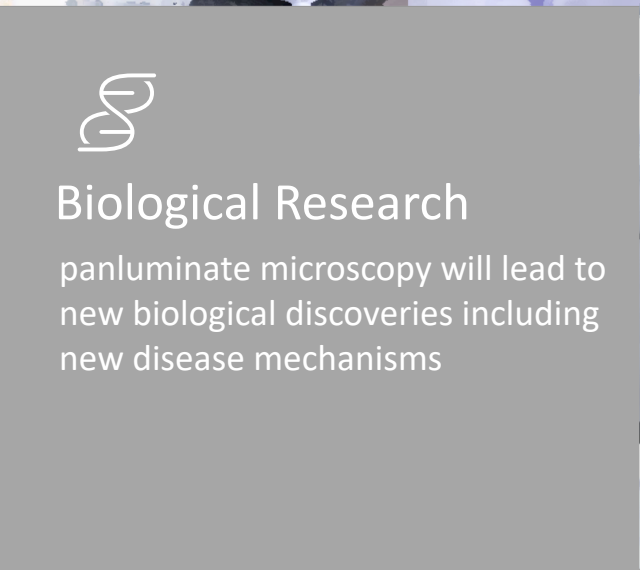 Biological Research
panluminate microscopy will lead to
new biological discoveries including
new disease mechanisms